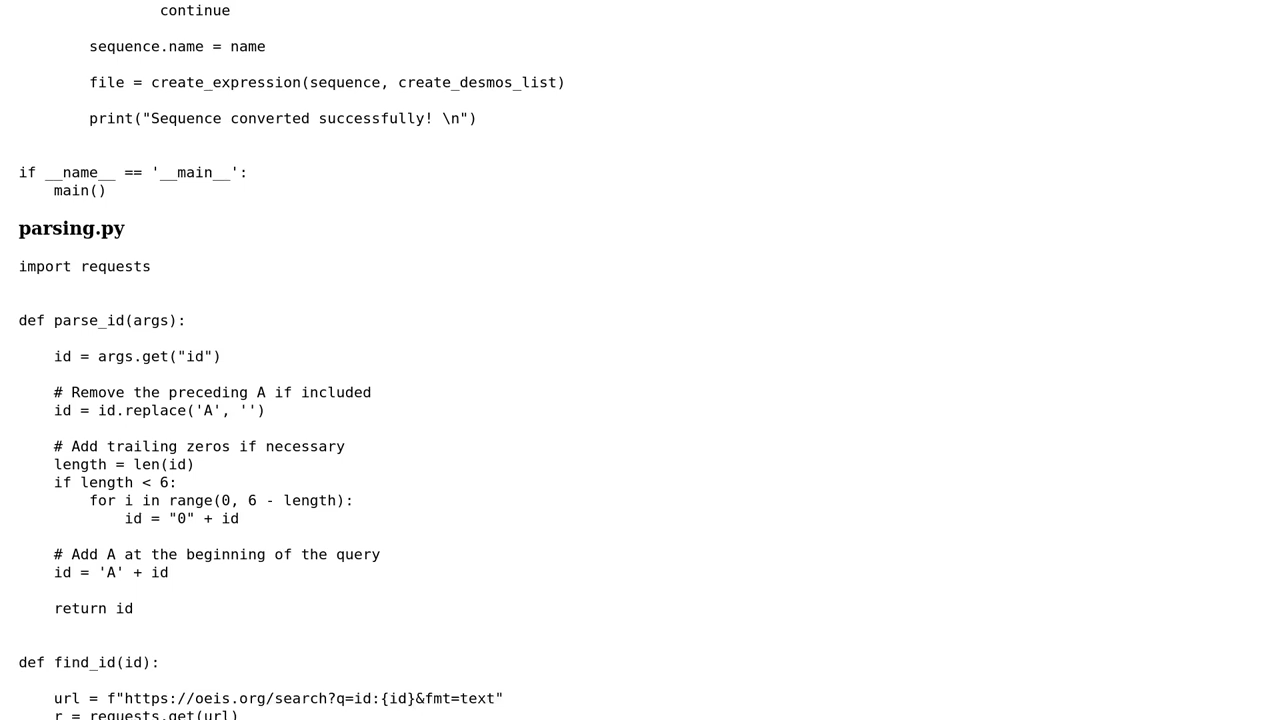 continue

        sequence.name = name

        file = create_expression(sequence, create_desmos_list)

        print("Sequence converted successfully! \n")


if __name__ == '__main__':
    main()

parsing.py

import requests


def parse_id(args):

    id = args.get("id")

    # Remove the preceding A if included
    id = id.replace('A', '')

    # Add trailing zeros if necessary
    length = len(id)
    if length < 6:
        for i in range(0, 6 - length):
            id = "0" + id

    # Add A at the beginning of the query
    id = 'A' + id

    return id


def find_id(id):

    url = f"https://oeis.org/search?q=id:{id}&fmt=text"
    r = requests.get(url)